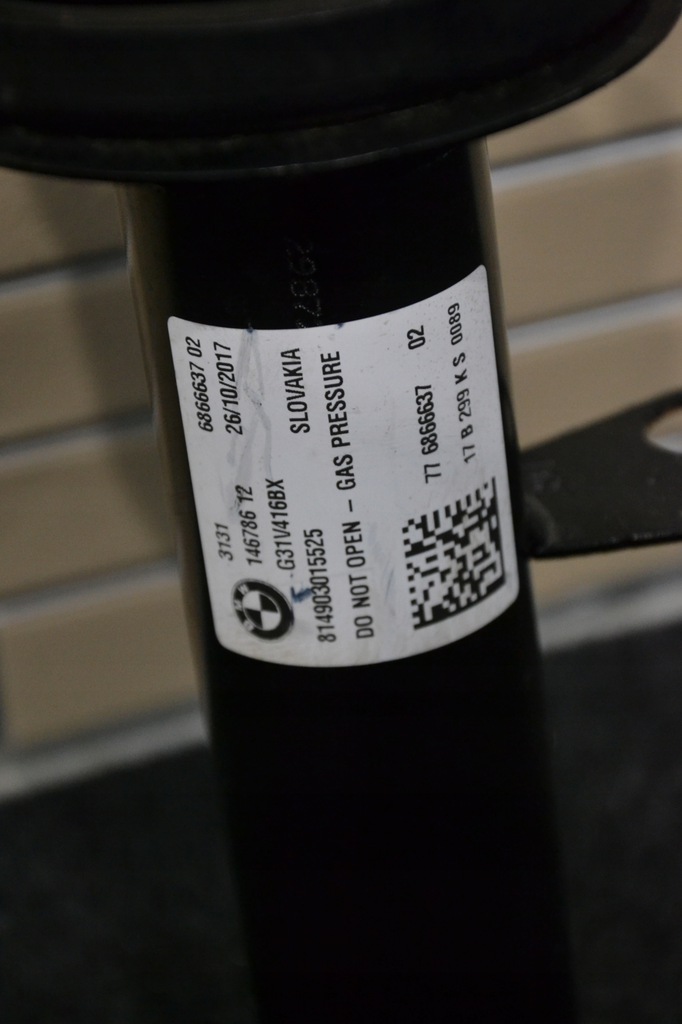 3131 6866637 02
146786 12 26/10/2017
G31V416BX
814903015525 SLOVAKIA
DO NOT OPEN – GAS PRESSURE
77 6866637 02
17 B 299 K S 0089
BMW